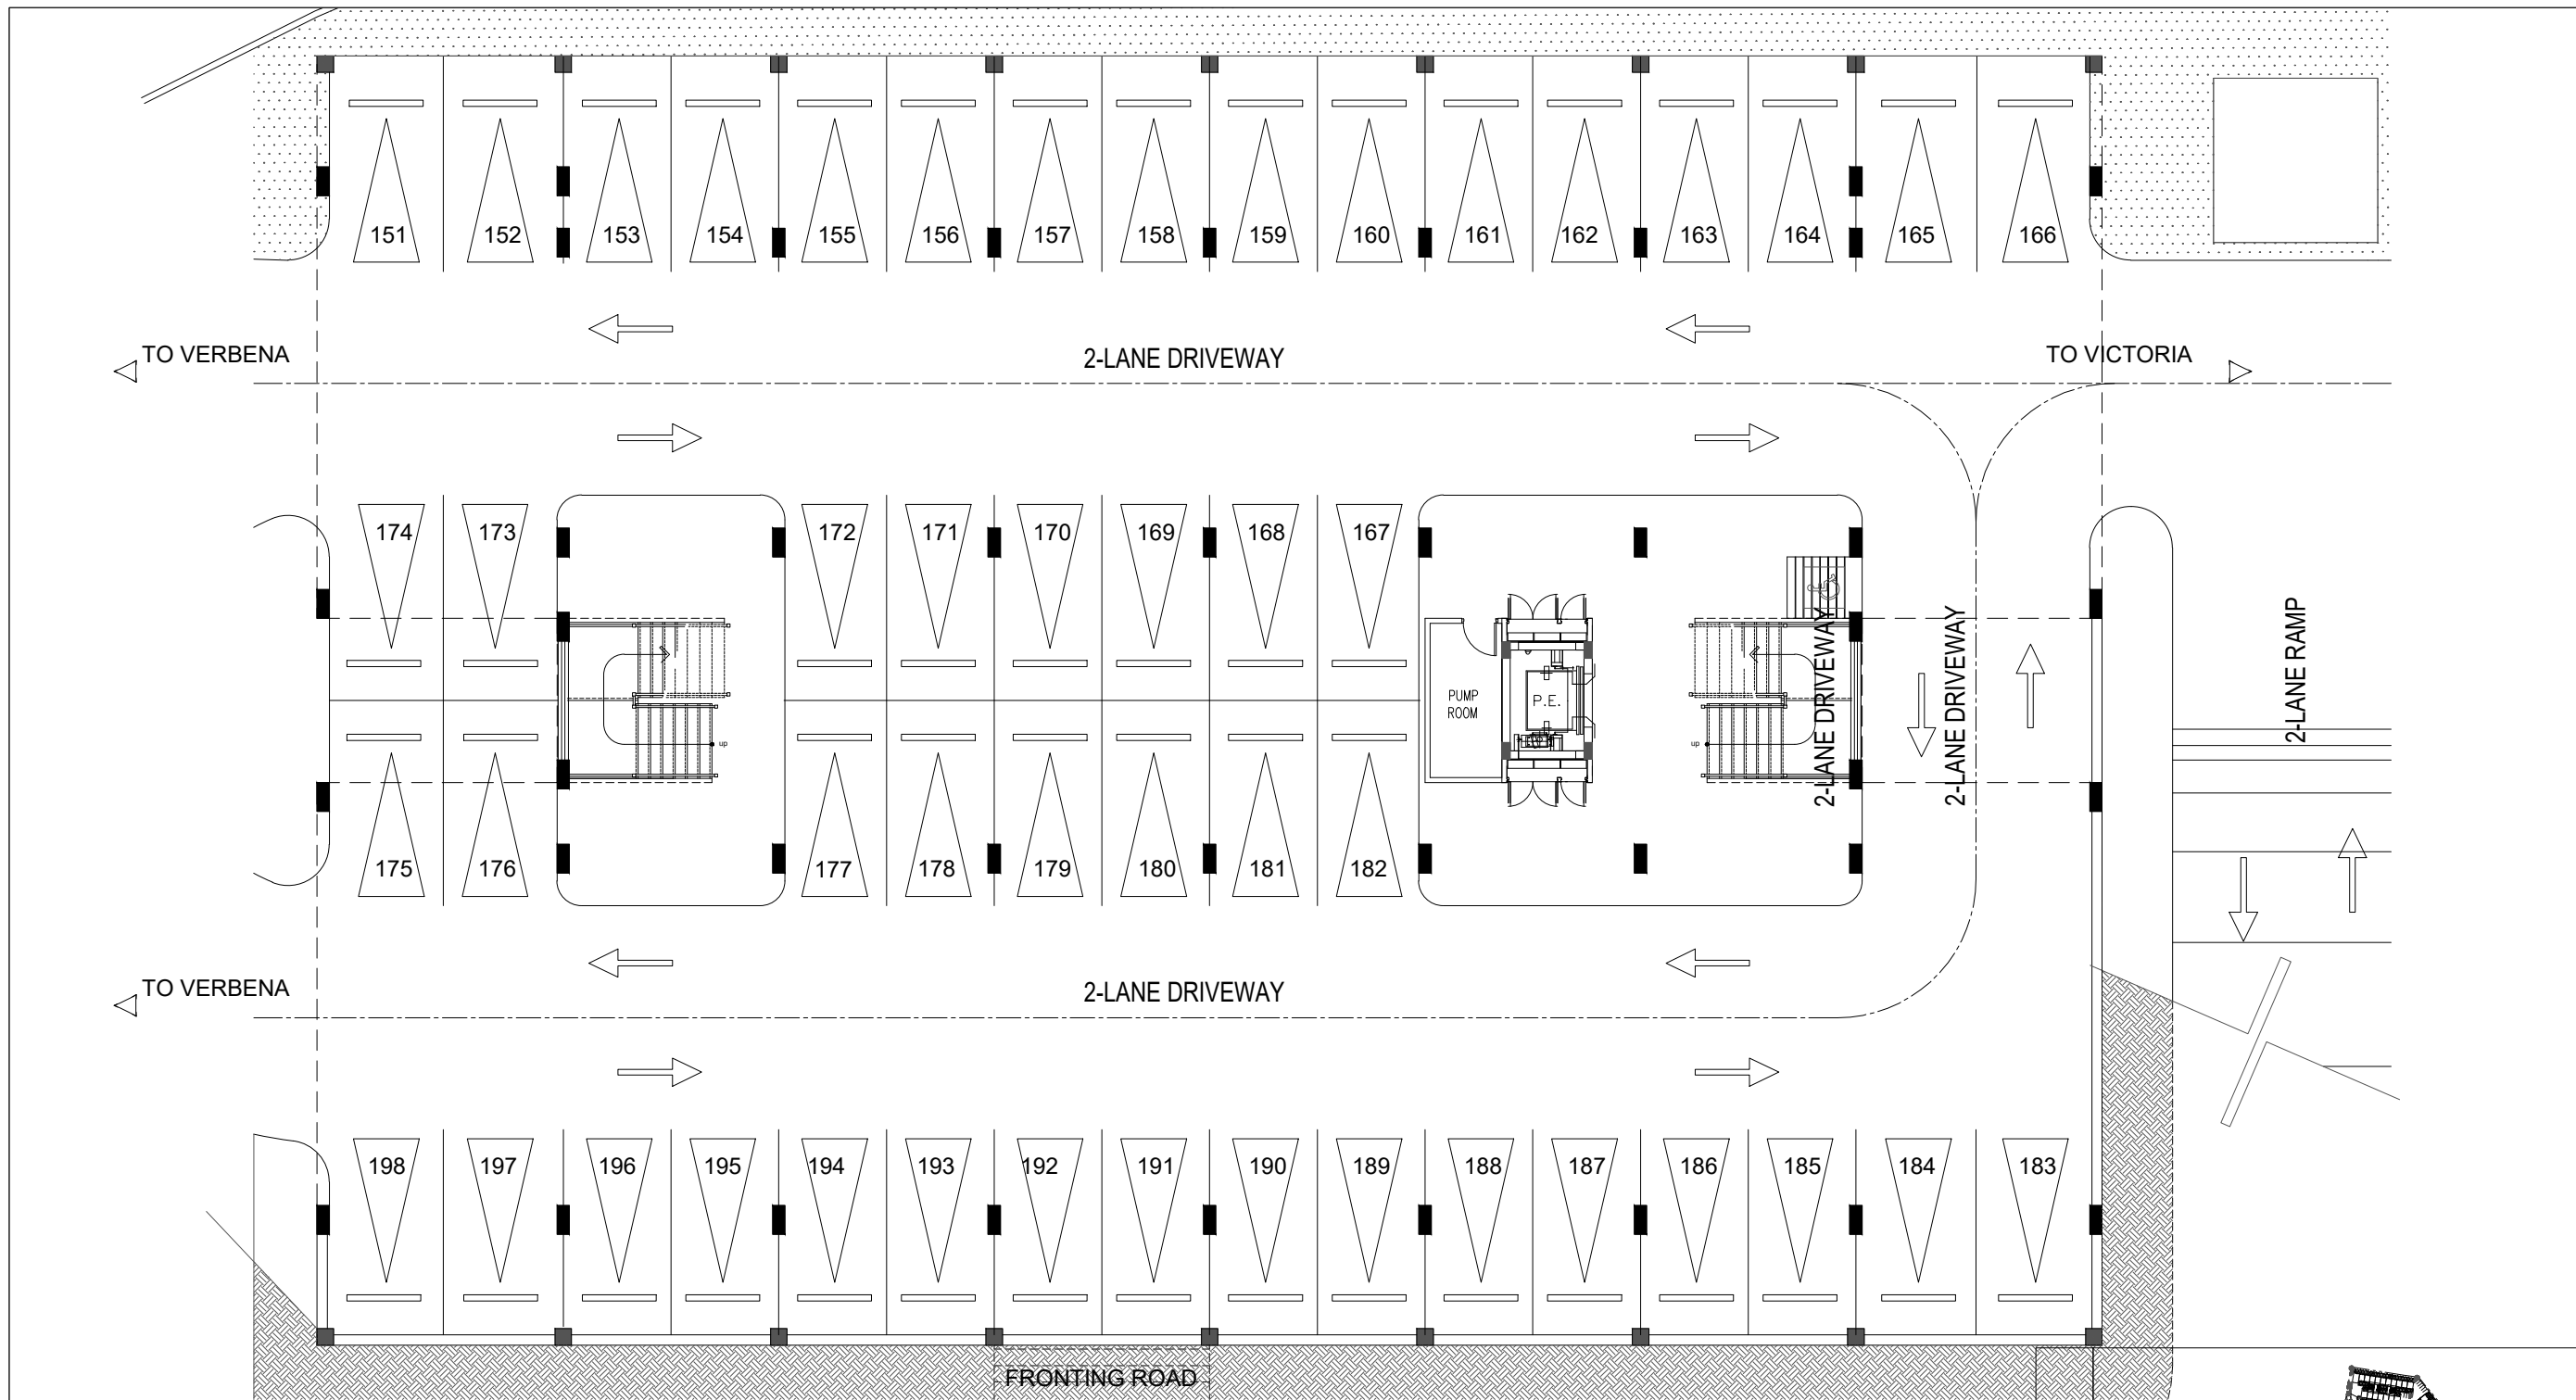 151 152 153 154 155 156 157 158 159 160 161 162 163 164 165 166
TO VERBENA
2-LANE DRIVEWAY
TO VICTORIA
174 173 172 171 170 169 168 167
PUMP
ROOM
P.E.
up
up
2-LANE DRIVEWAY
2-LANE DRIVEWAY
2-LANE RAMP
175 176 177 178 179 180 181 182
TO VERBENA
2-LANE DRIVEWAY
198 197 196 195 194 193 192 191 190 189 188 187 186 185 184 183
FRONTING ROAD